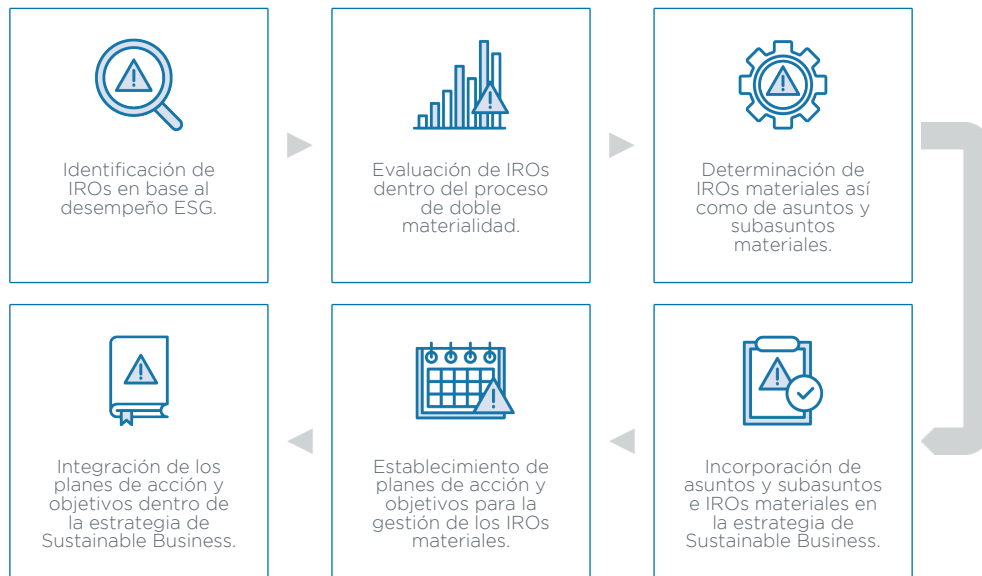 Identificación de
IROs en base al
desempeño ESG.
Evaluación de IROs
dentro del proceso
de doble
materialidad.
Determinación de
IROs materiales así
como de asuntos y
subasuntos
materiales.
Incorporación de
asuntos y subasuntos
e IROs materiales en
la estrategia de
Sustainable Business.
Establecimiento de
planes de acción y
objetivos para la
gestión de los IROs
materiales.
Integración de los
planes de acción y
objetivos dentro de
la estrategia de
Sustainable Business.